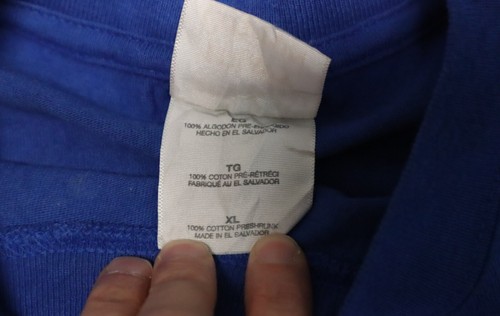 100% ALGODON
HECHO EN EL SALVADOR
TG
100% COTON PRÉ-RÉTRÉCI
FABRIQUÉ AU EL SALVADOR
XL
100% COTTON PRESHRUNK
MADE IN EL SALVADOR